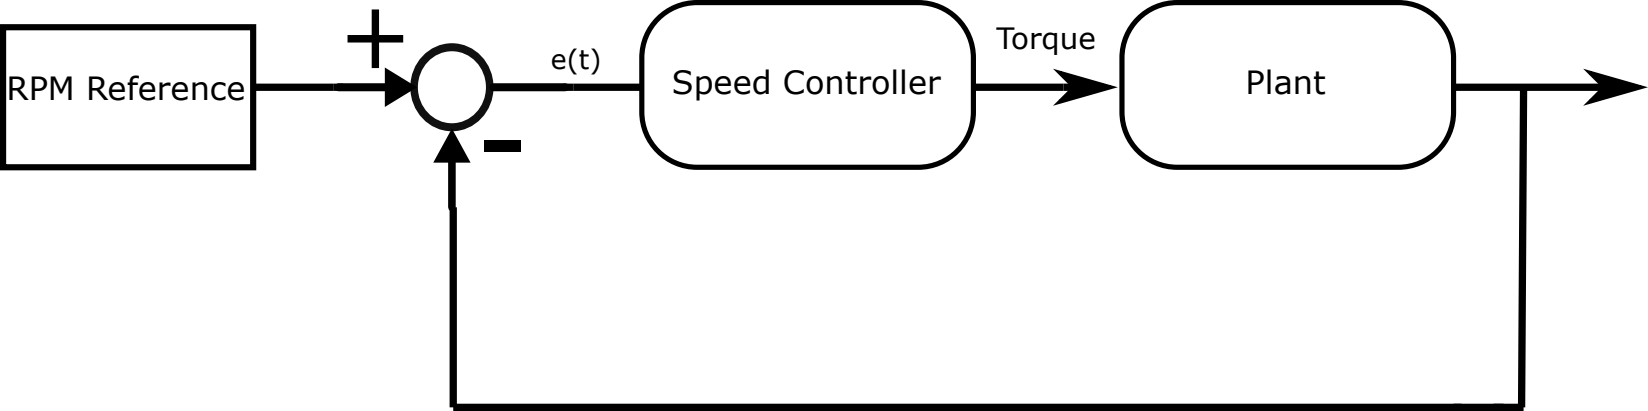 RPM Reference
+
e(t)
Speed Controller
Torque
Plant
-